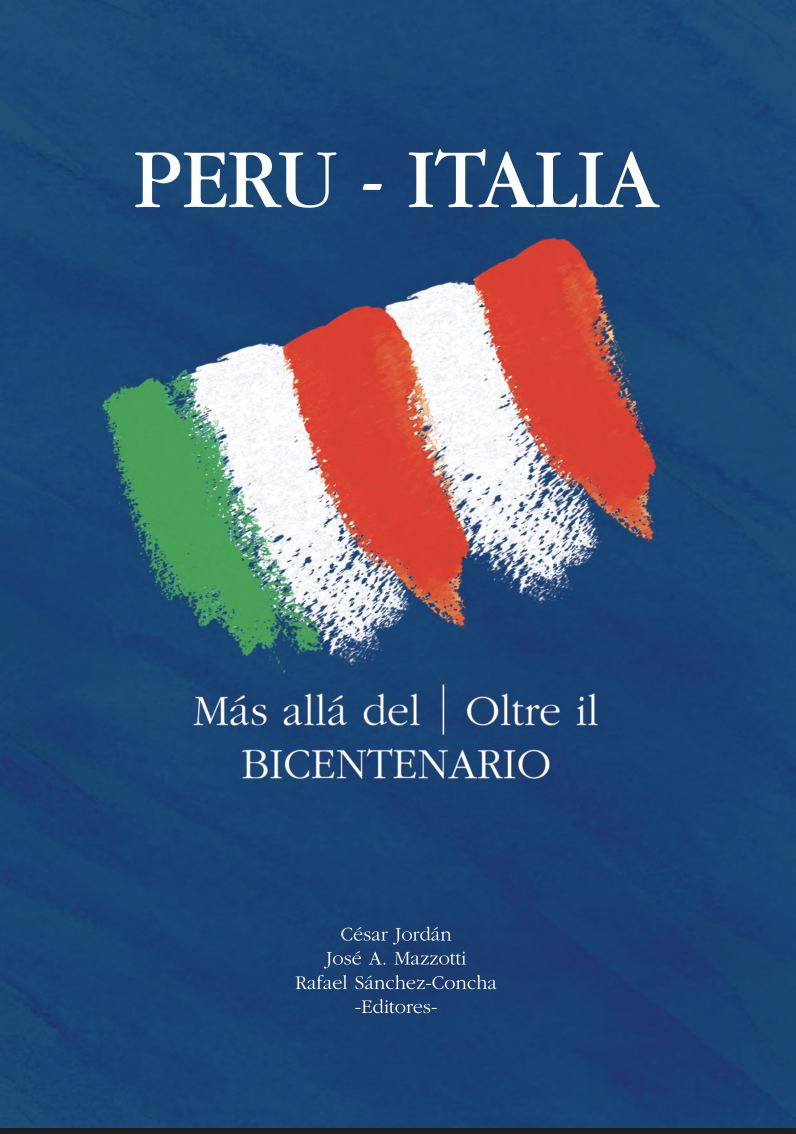 PERU - ITALIA
Más allá del | Oltre il
BICENTENARIO
César Jordán
José A. Mazzotti
Rafael Sánchez-Concha
-Editores-